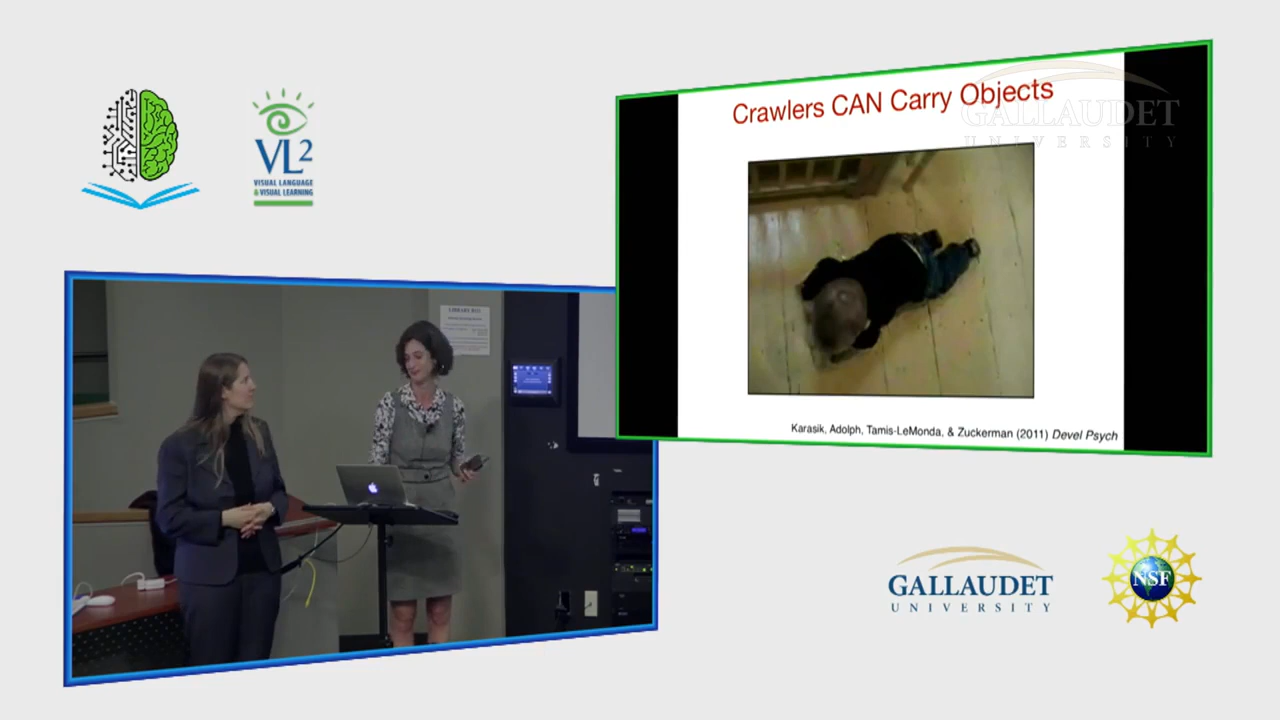 VL2
VISUAL LANGUAGE
& VISUAL LEARNING
Crawlers CAN Carry Objects
GALLAUDET
UNIVERSITY
Karasik, Adolph, Tamis-LeMonda, & Zuckerman (2011) Devel Psych
GALLAUDET
UNIVERSITY
NSF